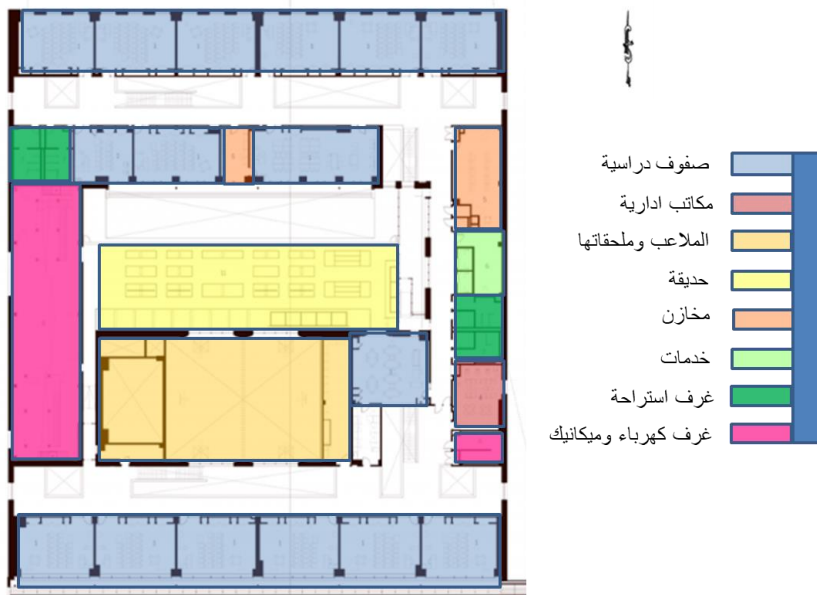 صفوف دراسية
مكاتب ادارية
الملاعب وملحقاتها
حديقة
مخازن
خدمات
غرف استراحة
غرف كهرباء وميكانيك